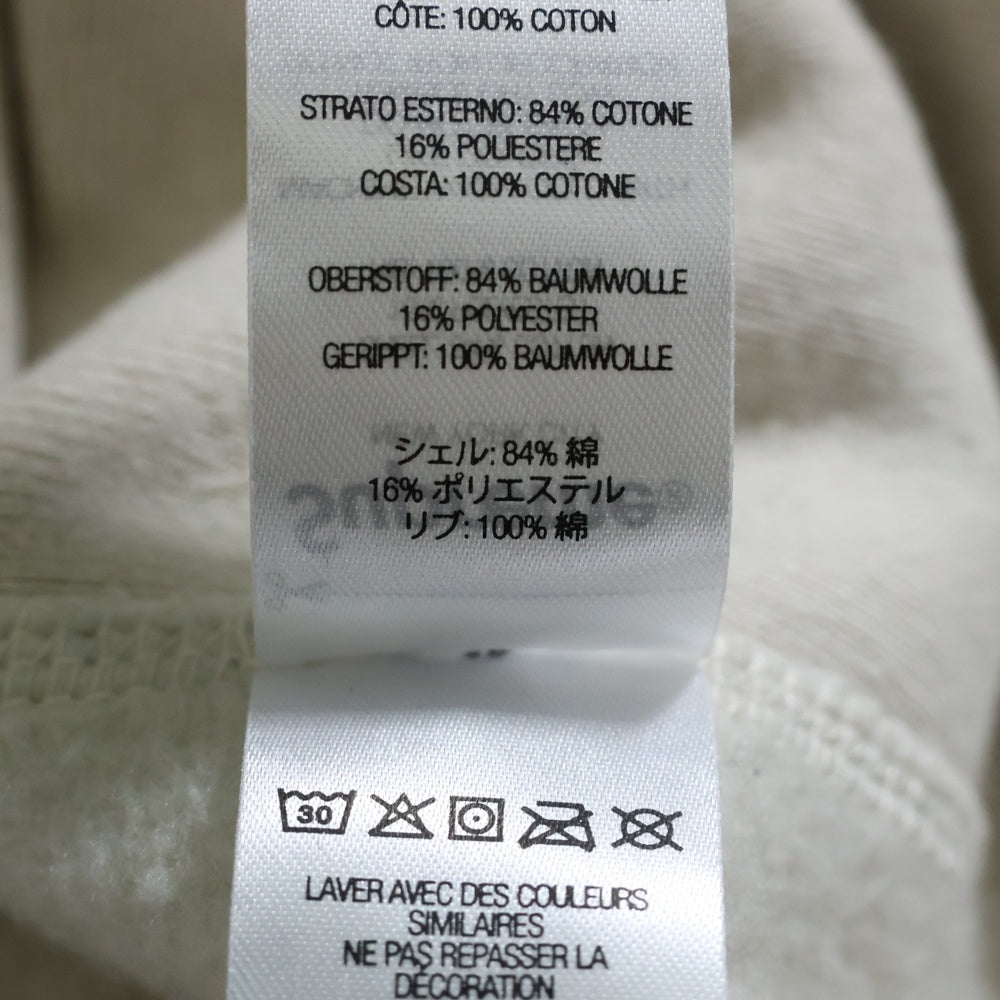 CÔTE: 100% COTON
STRATO ESTERNO: 84% COTONE
16% POLIESTERE
COSTA: 100% COTONE
OBERSTOFF: 84% BAUMWOLLE
16% POLYESTER
GERIPPT: 100% BAUMWOLLE
シェル: 84% 綿
16% ポリエステル
リブ: 100% 綿
30
LAVER AVEC DES COULEURS
SIMILAIRES
NE PAS REPASSER LA
DÉCORATION